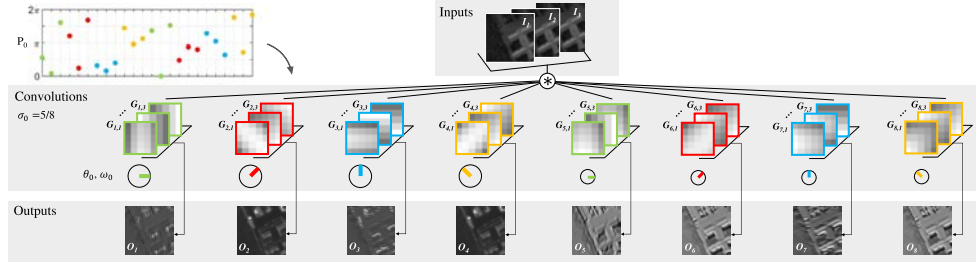 2π
P₀
π
0
Inputs
I₁ I₂ I₃
*
Convolutions
σ₀ =5/8
G₁,₃ G₂,₃ G₃,₃ G₄,₃ G₅,₃ G₆,₃ G₇,₃ G₈,₃
G₁,₁ G₂,₁ G₃,₁ G₄,₁ G₅,₁ G₆,₁ G₇,₁ G₈,₁
θ₀, ω₀
Outputs
O₁ O₂ O₃ O₄ O₅ O₆ O₇ O₈